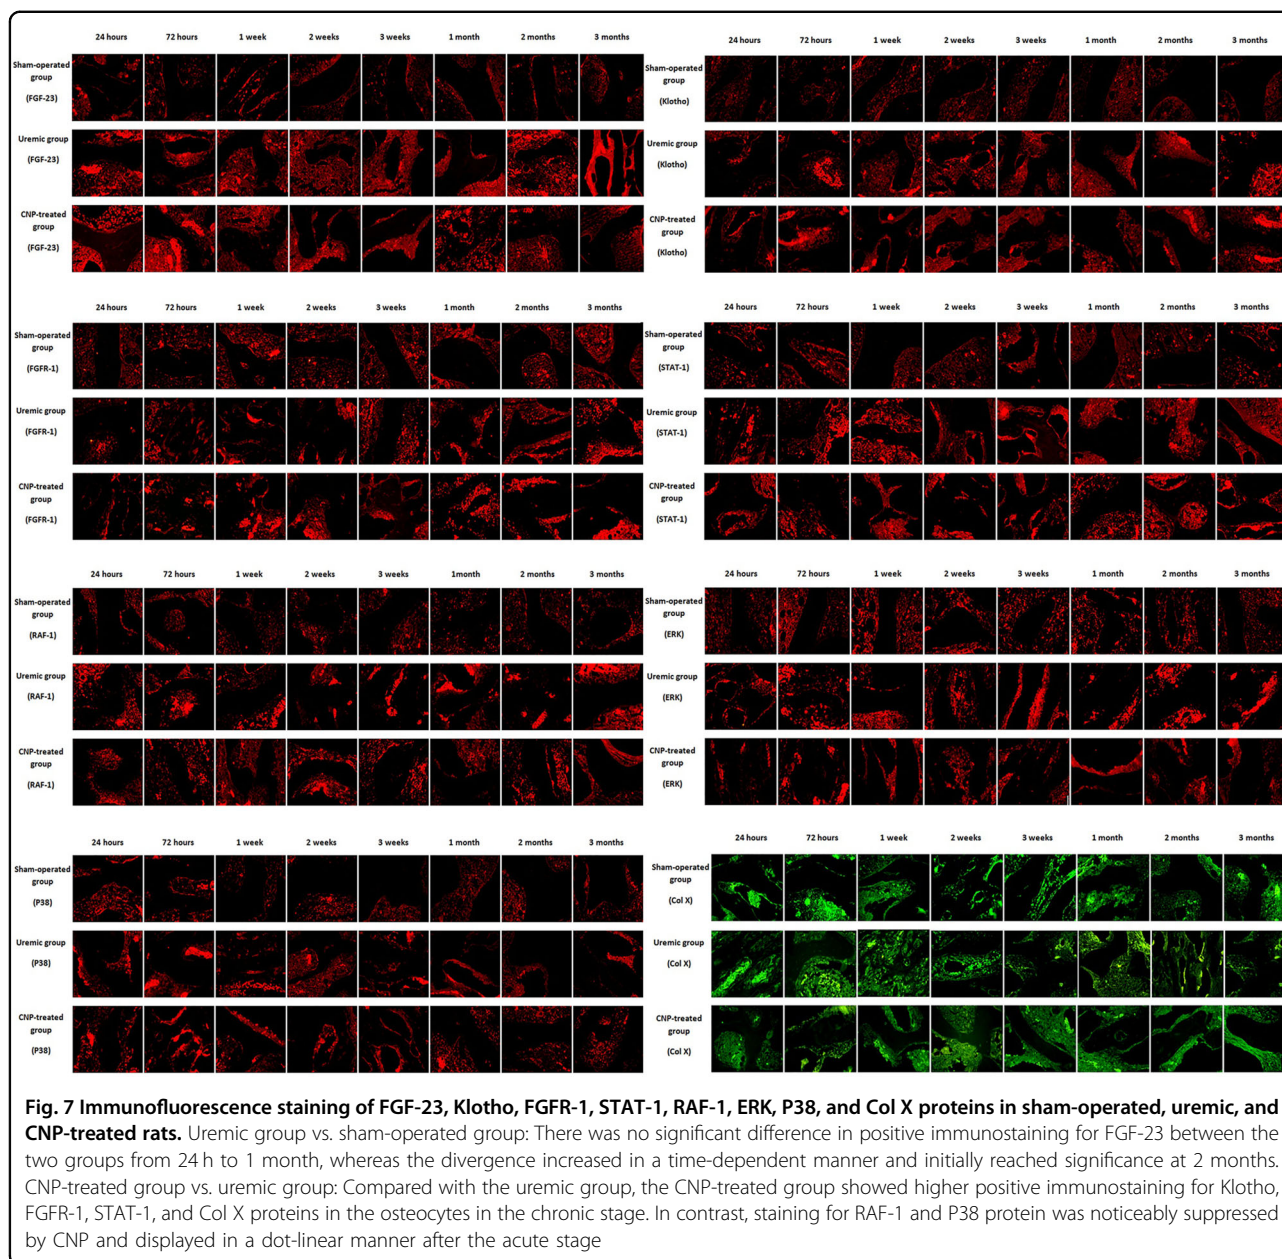 24 hours 72 hours 1 week 2 weeks 3 weeks 1 month 2 months 3 months
Sham-operated
group
(FGF-23)
Uremic group
(FGF-23)
CNP-treated
group
(FGF-23)
24 hours 72 hours 1 week 2 weeks 3 weeks 1 month 2 months 3 months
Sham-operated
group
(Klotho)
Uremic group
(Klotho)
CNP-treated
group
(Klotho)
24 hours 72 hours 1 week 2 weeks 3 weeks 1 month 2 months 3 months
Sham-operated
group
(FGFR-1)
Uremic group
(FGFR-1)
CNP-treated
group
(FGFR-1)
24 hours 72 hours 1 week 2 weeks 3 weeks 1 month 2 months 3 months
Sham-operated
group
(STAT-1)
Uremic group
(STAT-1)
CNP-treated
group
(STAT-1)
24 hours 72 hours 1 week 2 weeks 3 weeks 1month 2 months 3 months
Sham-operated
group
(RAF-1)
Uremic group
(RAF-1)
CNP-treated
group
(RAF-1)
24 hours 72 hours 1 week 2 weeks 3 weeks 1 month 2 months 3 months
Sham-operated
group
(ERK)
Uremic group
(ERK)
CNP-treated
group
(ERK)
24 hours 72 hours 1 week 2 weeks 3 weeks 1 month 2 months 3 months
Sham-operated
group
(P38)
Uremic group
(P38)
CNP-treated
group
(P38)
24 hours 72 hours 1 week 2 weeks 3 weeks 1 month 2 months 3 months
Sham-operated
group
(Col X)
Uremic group
(Col X)
CNP-treated
group
(Col X)
Fig. 7 Immunofluorescence staining of FGF-23, Klotho, FGFR-1, STAT-1, RAF-1, ERK, P38, and Col X proteins in sham-operated, uremic, and
CNP-treated rats. Uremic group vs. sham-operated group: There was no significant difference in positive immunostaining for FGF-23 between the
two groups from 24 h to 1 month, whereas the divergence increased in a time-dependent manner and initially reached significance at 2 months.
CNP-treated group vs. uremic group: Compared with the uremic group, the CNP-treated group showed higher positive immunostaining for Klotho,
FGFR-1, STAT-1, and Col X proteins in the osteocytes in the chronic stage. In contrast, staining for RAF-1 and P38 protein was noticeably suppressed
by CNP and displayed in a dot-linear manner after the acute stage